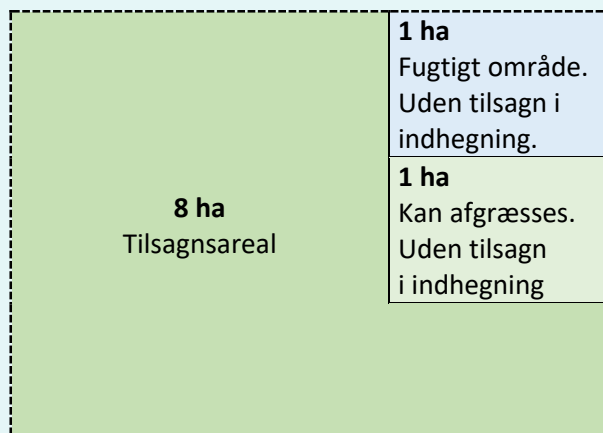 8 ha
Tilsagnsareal
1 ha
Fugtigt område.
Uden tilsagn i
indhegning.
1 ha
Kan afgræsses.
Uden tilsagn
i indhegning